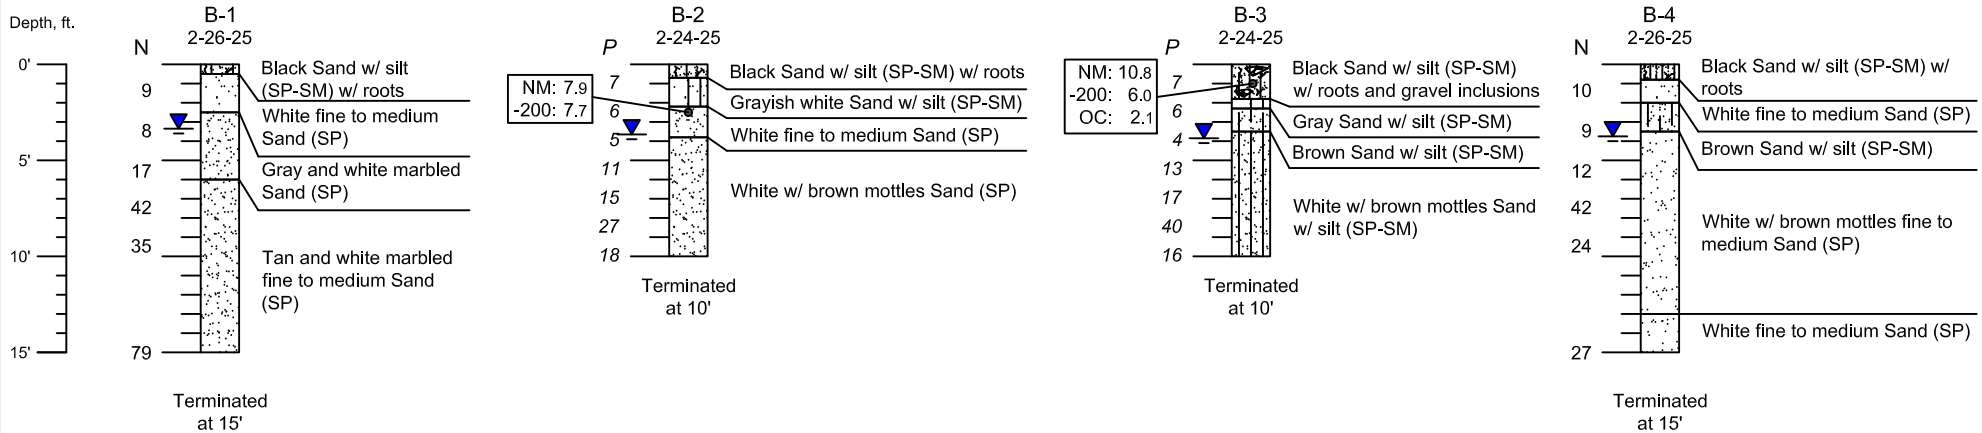 Depth, ft.
0'
5'
10'
15'
B-1
2-26-25
N
9
8
17
42
35
79
Black Sand w/ silt
(SP-SM) w/ roots
White fine to medium
Sand (SP)
Gray and white marbled
Sand (SP)
Tan and white marbled
fine to medium Sand
(SP)
Terminated
at 15'
B-2
2-24-25
P
7
6
5
11
15
27
18
NM: 7.9
-200: 7.7
Black Sand w/ silt (SP-SM) w/ roots
Grayish white Sand w/ silt (SP-SM)
White fine to medium Sand (SP)
White w/ brown mottles Sand (SP)
Terminated
at 10'
B-3
2-24-25
P
7
6
4
13
17
40
16
NM: 10.8
-200: 6.0
OC: 2.1
Black Sand w/ silt (SP-SM)
w/ roots and gravel inclusions
Gray Sand w/ silt (SP-SM)
Brown Sand w/ silt (SP-SM)
White w/ brown mottles Sand
w/ silt (SP-SM)
Terminated
at 10'
B-4
2-26-25
N
10
9
12
42
24
27
Black Sand w/ silt (SP-SM) w/
roots
White fine to medium Sand (SP)
Brown Sand w/ silt (SP-SM)
White w/ brown mottles fine to
medium Sand (SP)
White fine to medium Sand (SP)
Terminated
at 15'